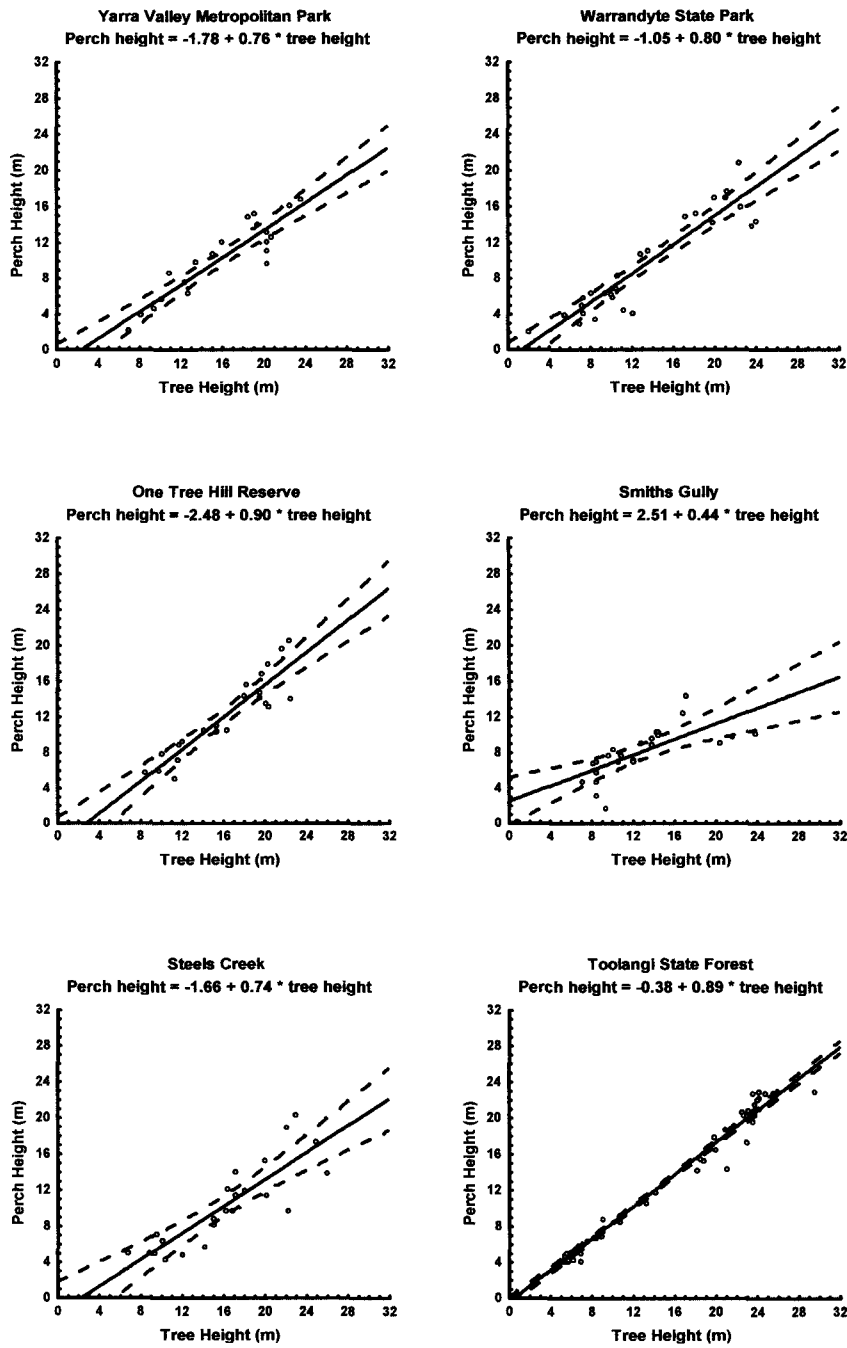 Yarra Valley Metropolitan Park
Perch height = -1.78 + 0.76 * tree height
32
28
24
20
16
12
8
4
0
Perch Height (m)
0 4 8 12 16 20 24 28 32
Tree Height (m)
Warrandyte State Park
Perch height = -1.05 + 0.80 * tree height
32
28
24
20
16
12
8
4
0
Perch Height (m)
0 4 8 12 16 20 24 28 32
Tree Height (m)
One Tree Hill Reserve
Perch height = -2.48 + 0.90 * tree height
32
28
24
20
16
12
8
4
0
Perch Height (m)
0 4 8 12 16 20 24 28 32
Tree Height (m)
Smiths Gully
Perch height = 2.51 + 0.44 * tree height
32
28
24
20
16
12
8
4
0
Perch Height (m)
0 4 8 12 16 20 24 28 32
Tree Height (m)
Steels Creek
Perch height = -1.66 + 0.74 * tree height
32
28
24
20
16
12
8
4
0
Perch Height (m)
0 4 8 12 16 20 24 28 32
Tree Height (m)
Toolangi State Forest
Perch height = -0.38 + 0.89 * tree height
32
28
24
20
16
12
8
4
0
Perch Height (m)
0 4 8 12 16 20 24 28 32
Tree Height (m)